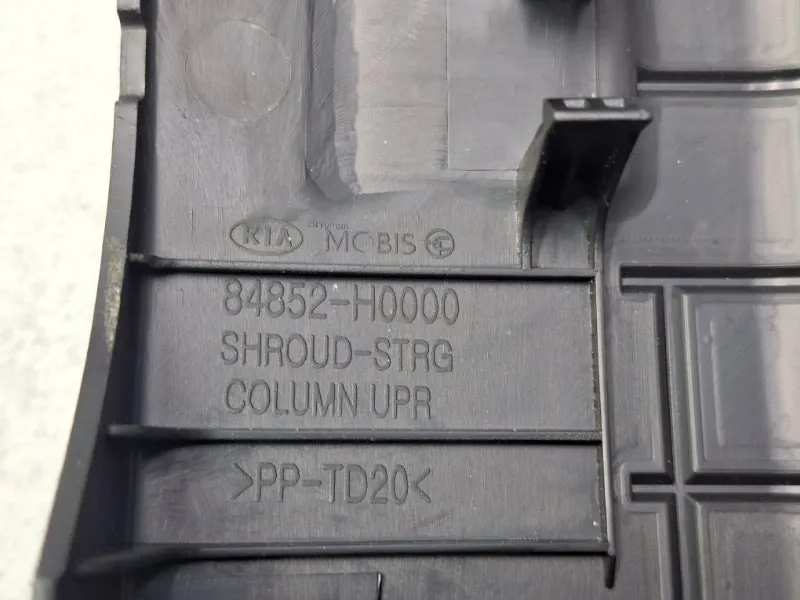 KIA MOBIS
84852-H0000
SHROUD-STRG
COLUMN UPR
>PP-TD20<